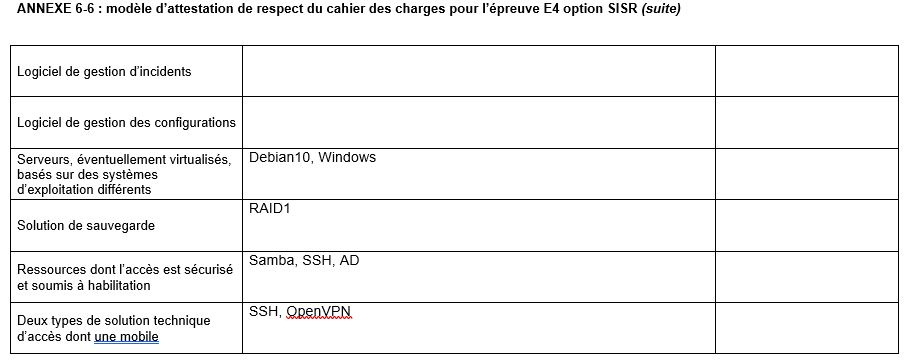 ANNEXE 6-6 : modèle d’attestation de respect du cahier des charges pour l’épreuve E4 option SISR (suite)
Logiciel de gestion d’incidents
Logiciel de gestion des configurations
Serveurs, éventuellement virtualisés,
basés sur des systèmes
d’exploitation différents
Debian10, Windows
Solution de sauvegarde
RAID1
Ressources dont l’accès est sécurisé
et soumis à habilitation
Samba, SSH, AD
Deux types de solution technique
d’accès dont une mobile
SSH, OpenVPN